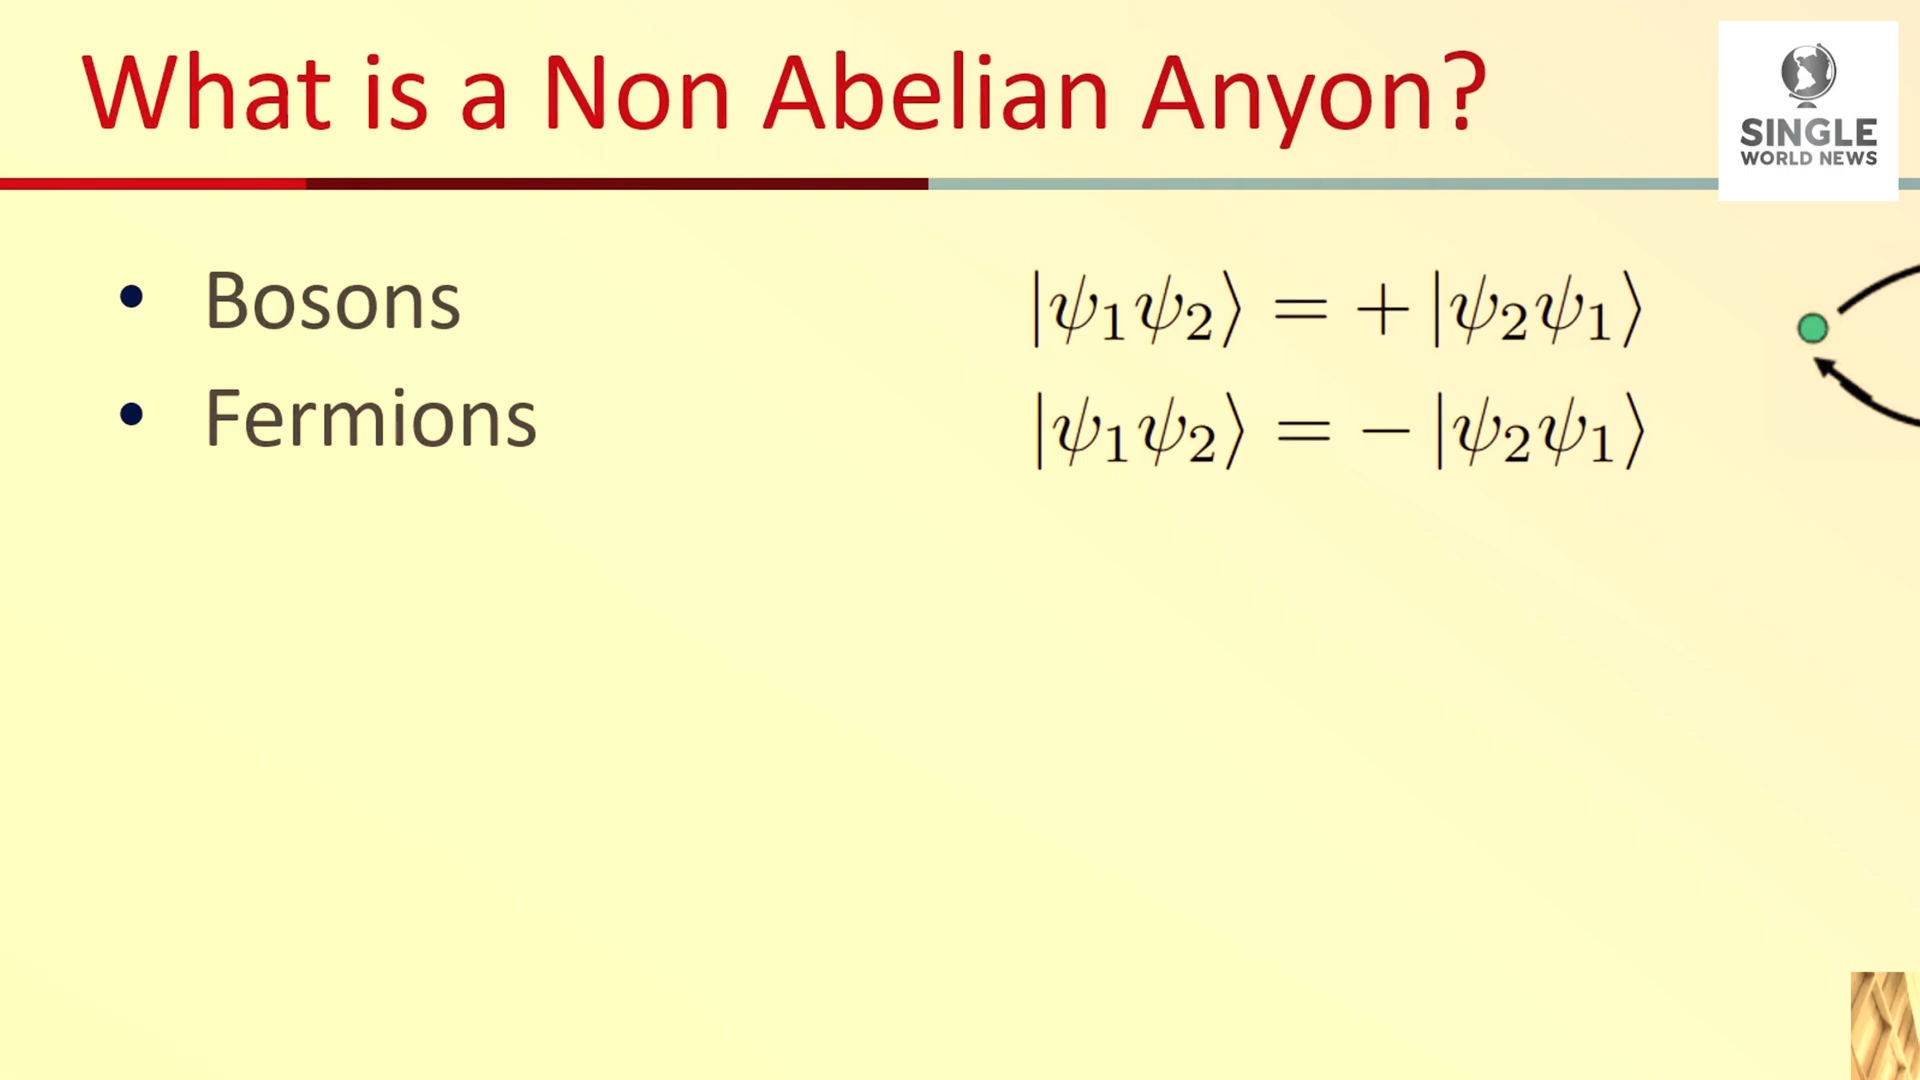 What is a Non Abelian Anyon?
SINGLE
WORLD NEWS
• Bosons
|ψ₁ψ₂⟩ = + |ψ₂ψ₁⟩
• Fermions
|ψ₁ψ₂⟩ = − |ψ₂ψ₁⟩